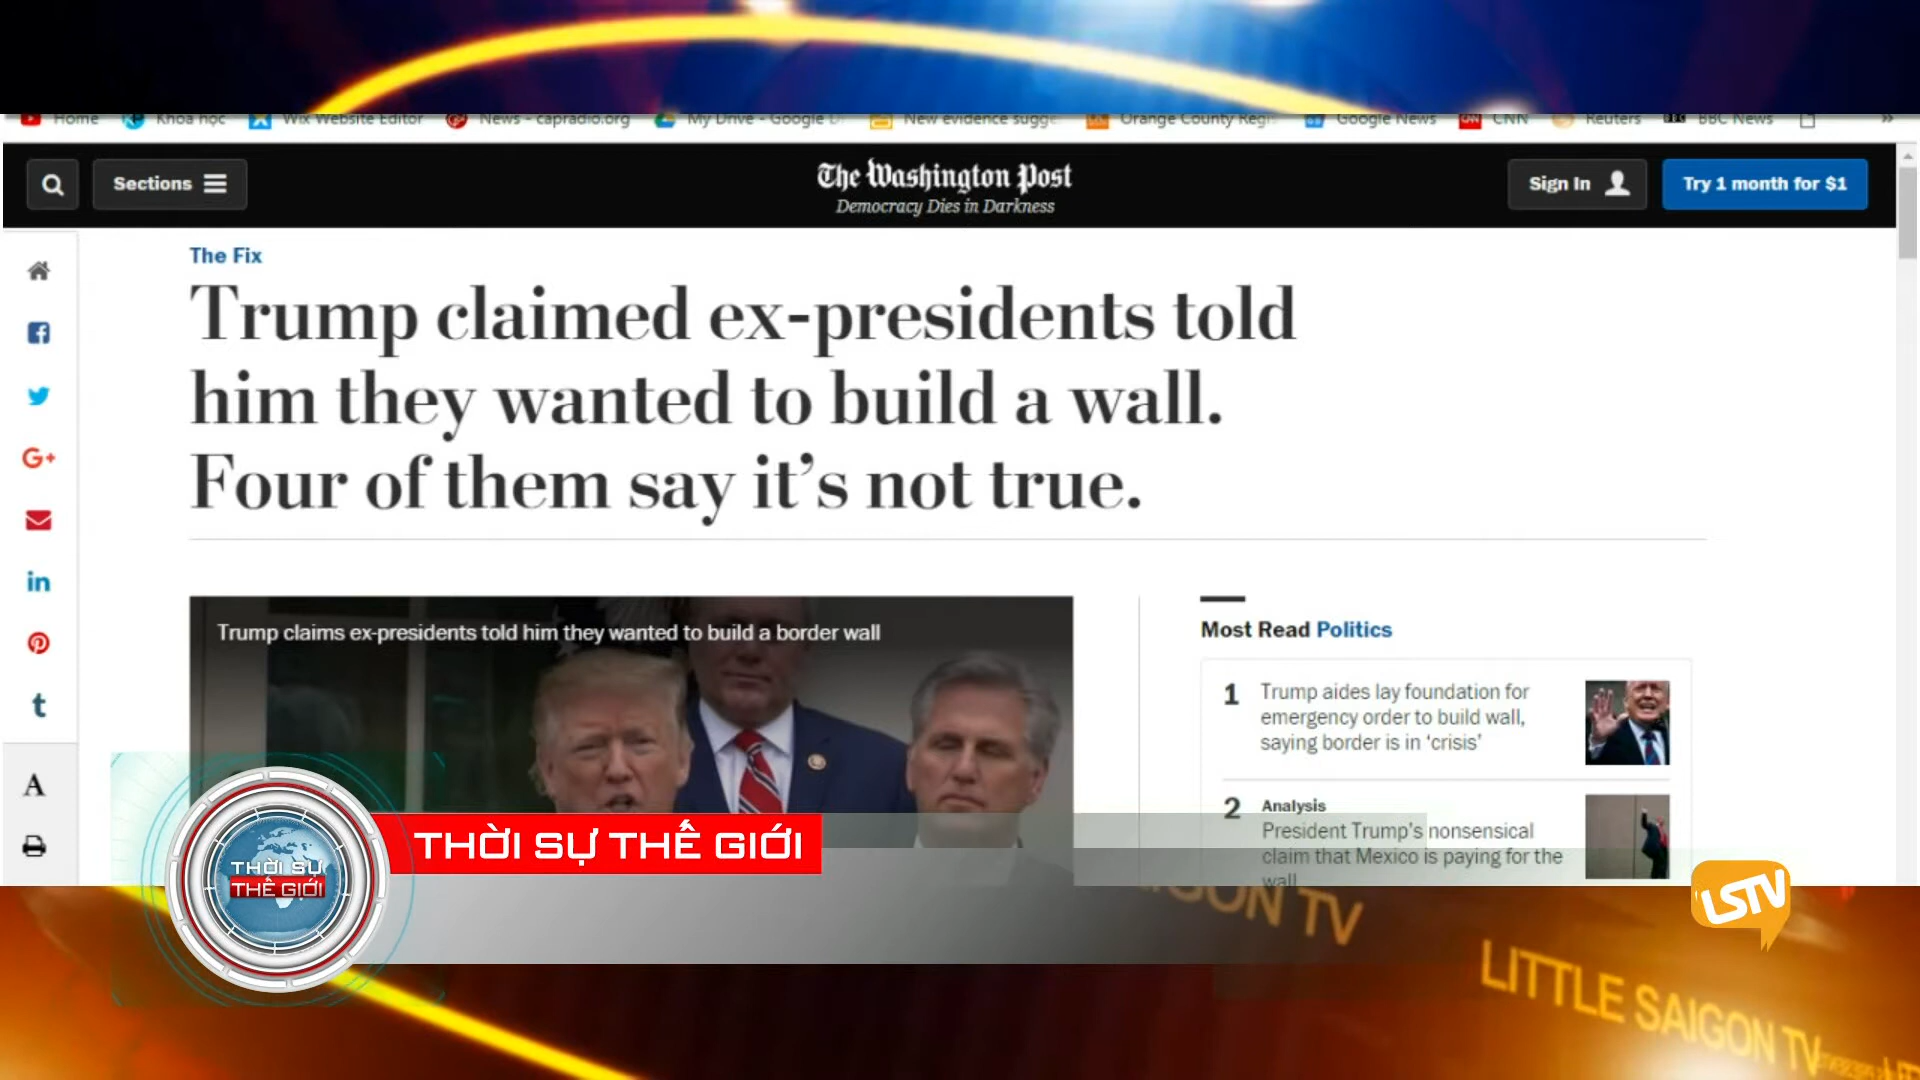 Home Khoa học Wix Website Editor News - capradio.org My Drive - Google D New evidence sugge Orange County Regi Google News CNN Reuters BBC News
Sections
The Washington Post
Democracy Dies in Darkness
Sign In
Try 1 month for $1
The Fix
Trump claimed ex-presidents told
him they wanted to build a wall.
Four of them say it’s not true.
Trump claims ex-presidents told him they wanted to build a border wall
Most Read Politics
1 Trump aides lay foundation for
emergency order to build wall,
saying border is in ‘crisis’
2 Analysis
President Trump’s nonsensical
claim that Mexico is paying for the
wall
A
THỜI SỰ THẾ GIỚI
THỜI SỰ
THẾ GIỚI
LSTV
GON TV
LITTLE SAIGON TV